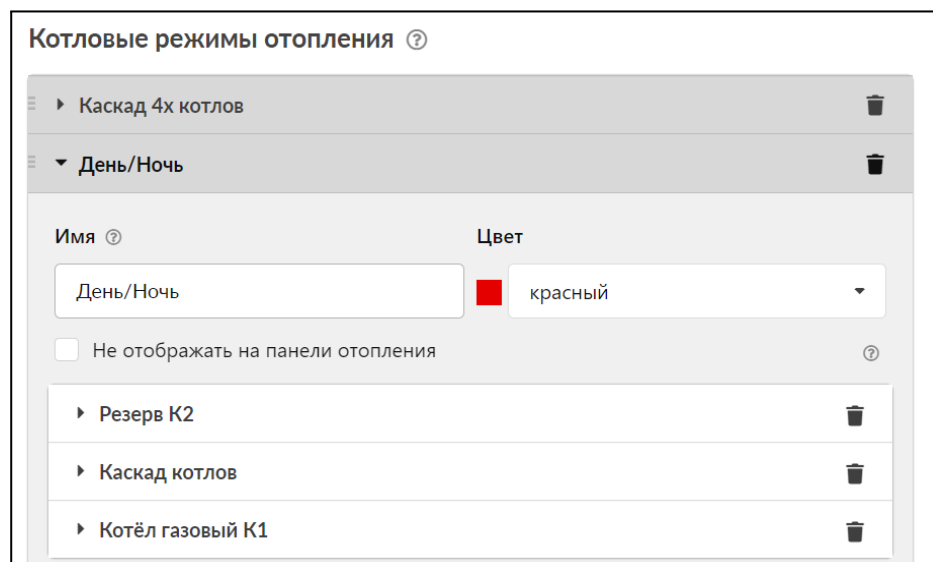 Котловые режимы отопления ?
Каскад 4х котлов
День/Ночь
Имя ? Цвет
День/Ночь красный
Не отображать на панели отопления ?
Резерв К2
Каскад котлов
Котёл газовый К1